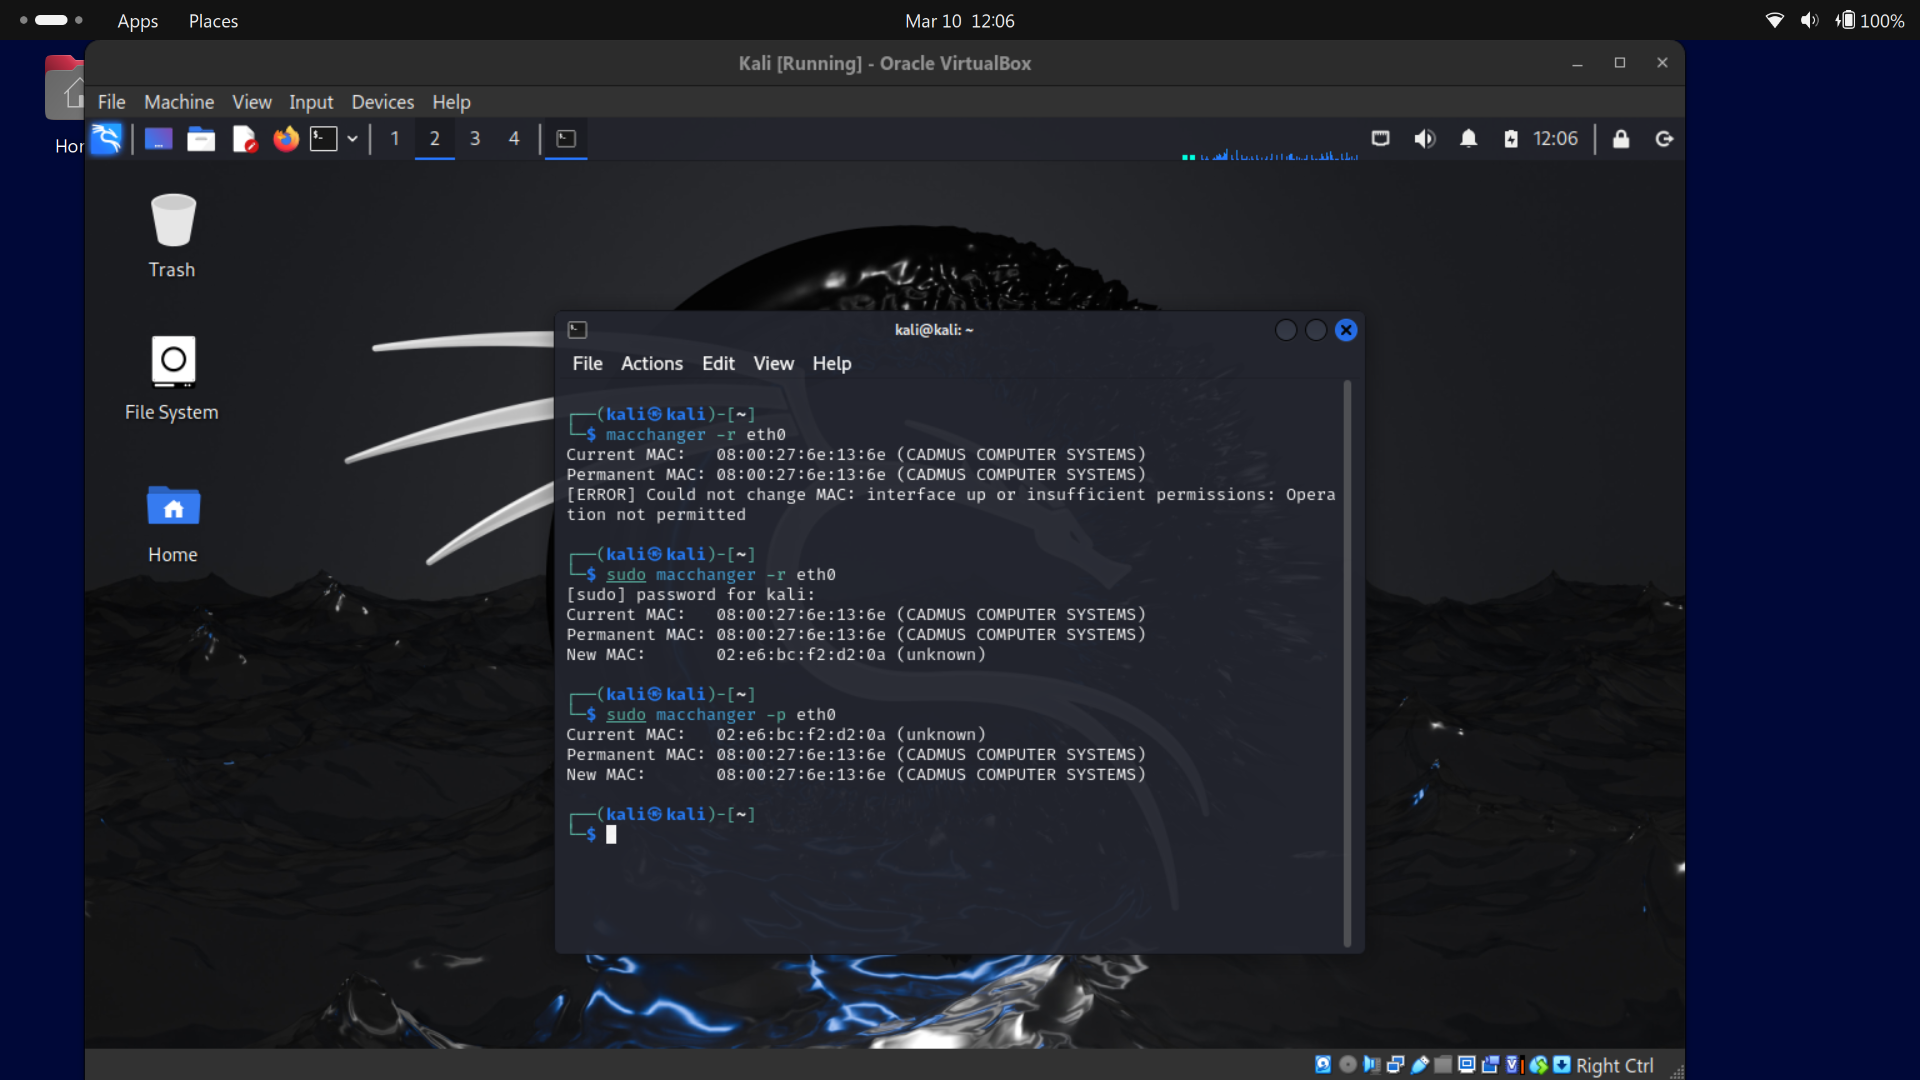 Apps Places Mar 10 12:06 100%
Kali [Running] - Oracle VirtualBox
File Machine View Input Devices Help
1 2 3 4 12:06
Trash
File System
Home
kali@kali: ~
File Actions Edit View Help
┌──(kali㉿kali)-[~]
└─$ macchanger -r eth0
Current MAC:   08:00:27:6e:13:6e (CADMUS COMPUTER SYSTEMS)
Permanent MAC: 08:00:27:6e:13:6e (CADMUS COMPUTER SYSTEMS)
[ERROR] Could not change MAC: interface up or insufficient permissions: Opera
tion not permitted
┌──(kali㉿kali)-[~]
└─$ sudo macchanger -r eth0
[sudo] password for kali:
Current MAC:   08:00:27:6e:13:6e (CADMUS COMPUTER SYSTEMS)
Permanent MAC: 08:00:27:6e:13:6e (CADMUS COMPUTER SYSTEMS)
New MAC:       02:e6:bc:f2:d2:0a (unknown)
┌──(kali㉿kali)-[~]
└─$ sudo macchanger -p eth0
Current MAC:   02:e6:bc:f2:d2:0a (unknown)
Permanent MAC: 08:00:27:6e:13:6e (CADMUS COMPUTER SYSTEMS)
New MAC:       08:00:27:6e:13:6e (CADMUS COMPUTER SYSTEMS)
┌──(kali㉿kali)-[~]
└─$
Right Ctrl